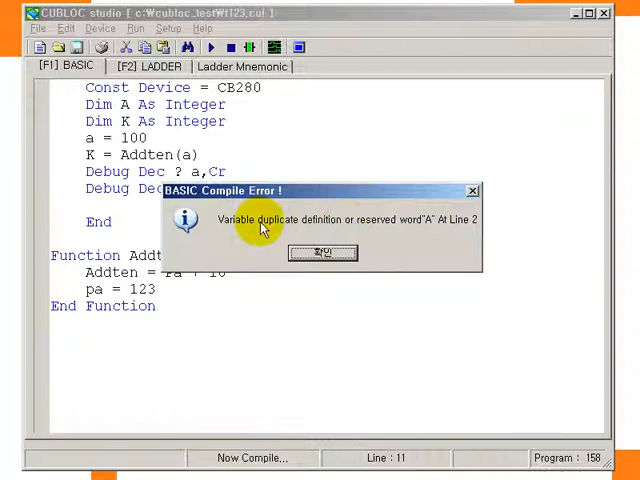 CUBLOC studio [ c:\cubloc_test\t123.cul ]
File Edit Device Run Setup Help
[F1] BASIC [F2] LADDER Ladder Mnemonic
Const Device = CB280
Dim A As Integer
Dim K As Integer
a = 100
K = Addten(a)
Debug Dec ? a,Cr
Debug Dec
End
Function Addt
Addten = Pa + 10
pa = 123
End Function
BASIC Compile Error !
Variable duplicate definition or reserved word"A" At Line 2
확인
Now Compile... Line : 11 Program : 158